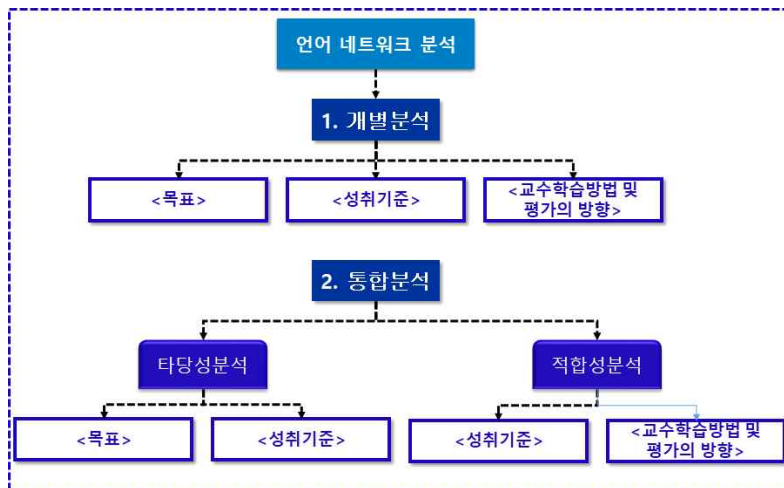 언어 네트워크 분석
1. 개별분석
<목표>
<성취기준>
<교수학습방법 및
평가의 방향>
2. 통합분석
타당성분석
적합성분석
<목표>
<성취기준>
<성취기준>
<교수학습방법 및
평가의 방향>